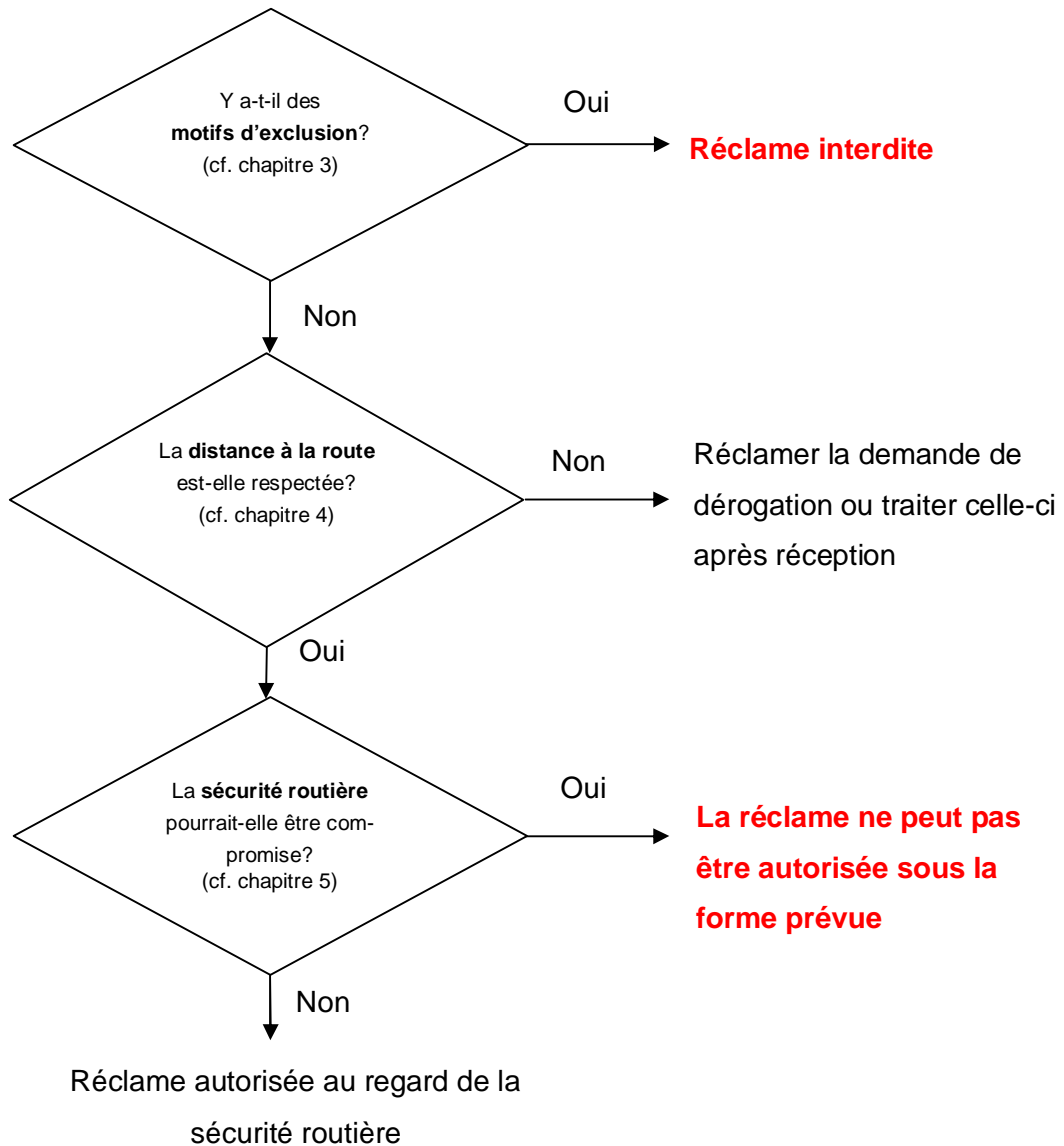 Y a-t-il des
motifs d’exclusion?
(cf. chapitre 3)
Oui
Réclame interdite
Non
La distance à la route
est-elle respectée?
(cf. chapitre 4)
Non
Réclamer la demande de
dérogation ou traiter celle-ci
après réception
Oui
La sécurité routière
pourrait-elle être com-
promise?
(cf. chapitre 5)
Oui
La réclame ne peut pas
être autorisée sous la
forme prévue
Non
Réclame autorisée au regard de la
sécurité routière